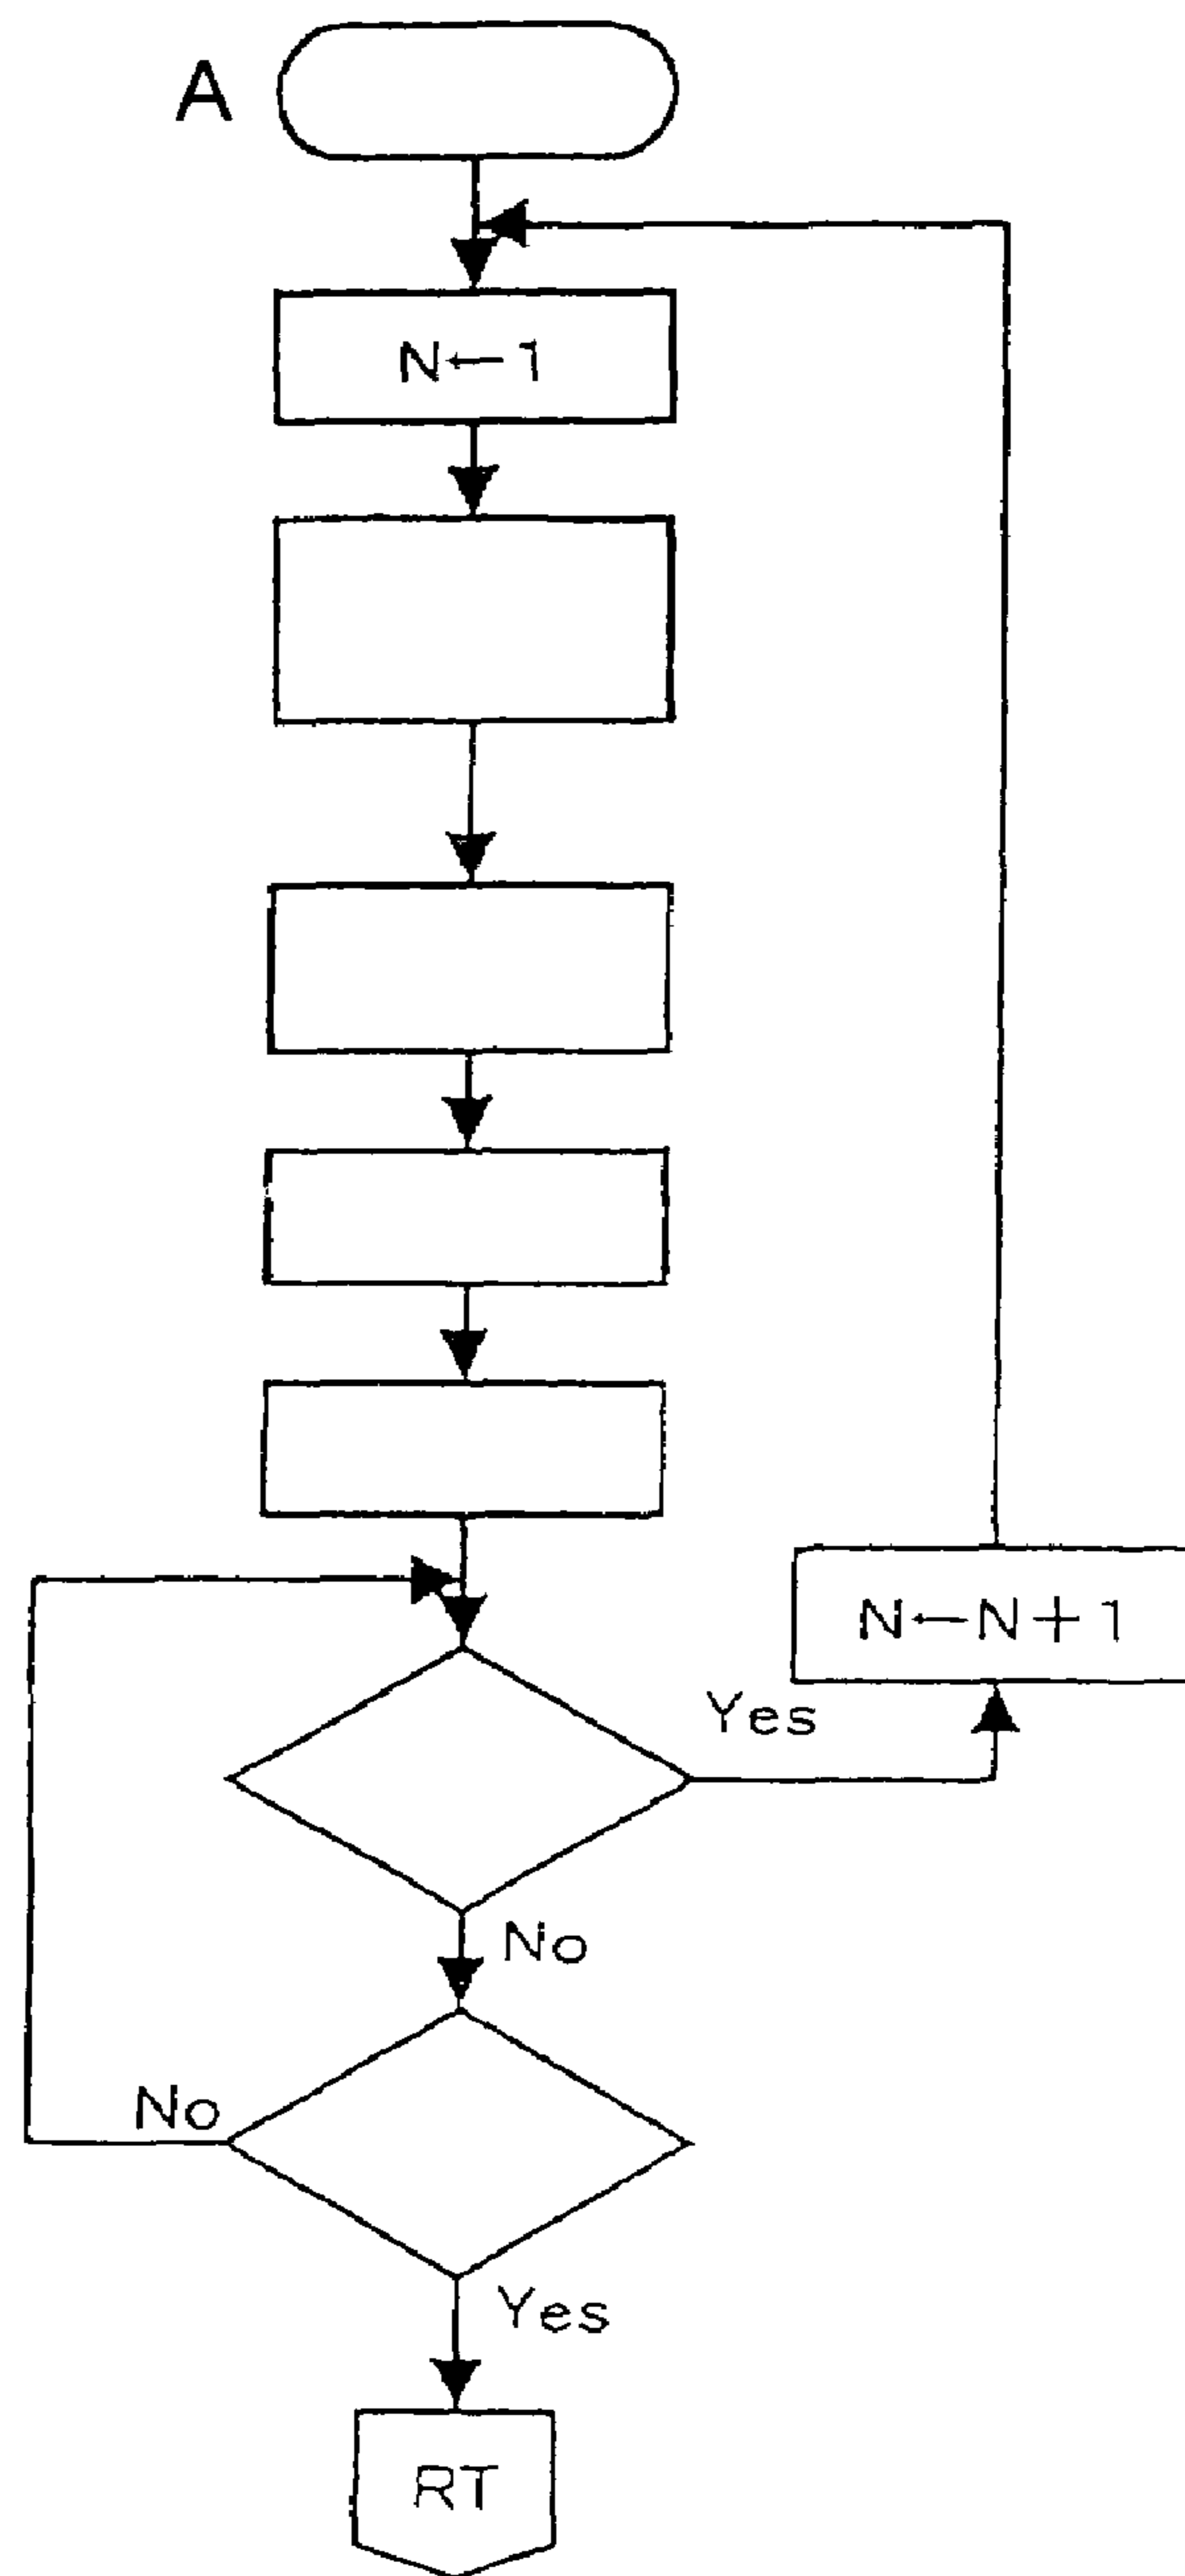 A
N←1
N←N+1
Yes
No
No
Yes
RT